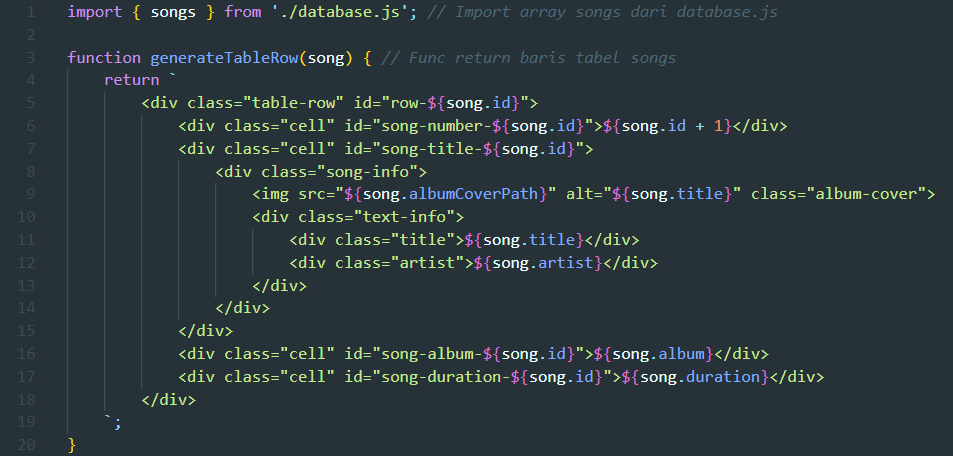 1 import { songs } from './database.js'; // Import array songs dari database.js
2
3 function generateTableRow(song) { // Func return baris tabel songs
4     return `
5         <div class="table-row" id="row-${song.id}">
6             <div class="cell" id="song-number-${song.id}">${song.id + 1}</div>
7             <div class="cell" id="song-title-${song.id}">
8                 <div class="song-info">
9                     <img src="${song.albumCoverPath}" alt="${song.title}" class="album-cover">
10                     <div class="text-info">
11                         <div class="title">${song.title}</div>
12                         <div class="artist">${song.artist}</div>
13                     </div>
14                 </div>
15             </div>
16             <div class="cell" id="song-album-${song.id}">${song.album}</div>
17             <div class="cell" id="song-duration-${song.id}">${song.duration}</div>
18         </div>
19     `;
20 }